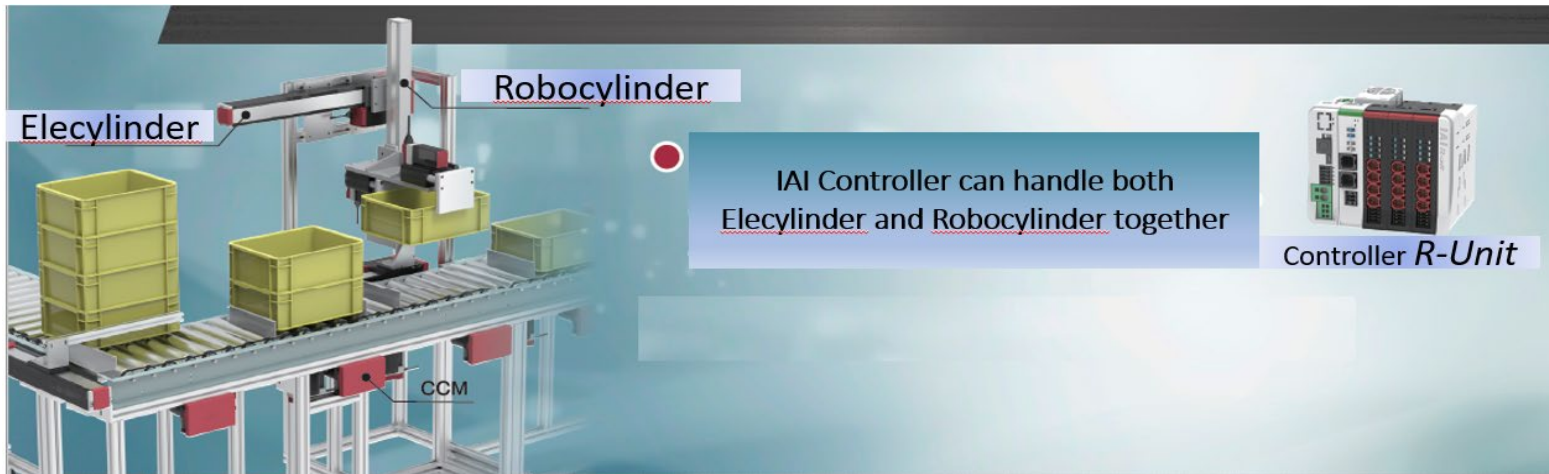 Robocylinder
Elecylinder
IAI Controller can handle both
Elecylinder and Robocylinder together
Controller R-Unit
CCM